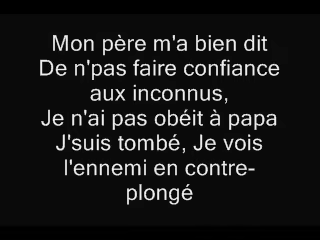 Mon père m'a bien dit
De n'pas faire confiance
aux inconnus,
Je n'ai pas obéit à papa
J'suis tombé, Je vois
l'ennemi en contre-
plongé